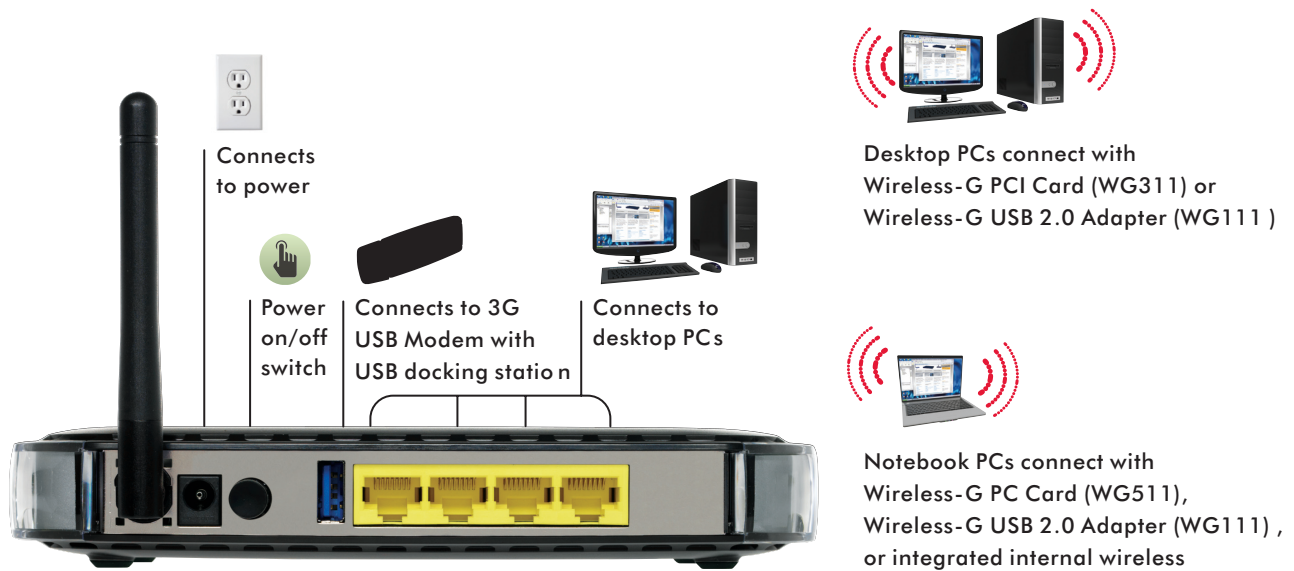 Connects
to power
Power
on/off
switch
Connects to 3G
USB Modem with
USB docking station
Connects to
desktop PCs
Desktop PCs connect with
Wireless-G PCI Card (WG311) or
Wireless-G USB 2.0 Adapter (WG111 )
Notebook PCs connect with
Wireless-G PC Card (WG511),
Wireless-G USB 2.0 Adapter (WG111) ,
or integrated internal wireless